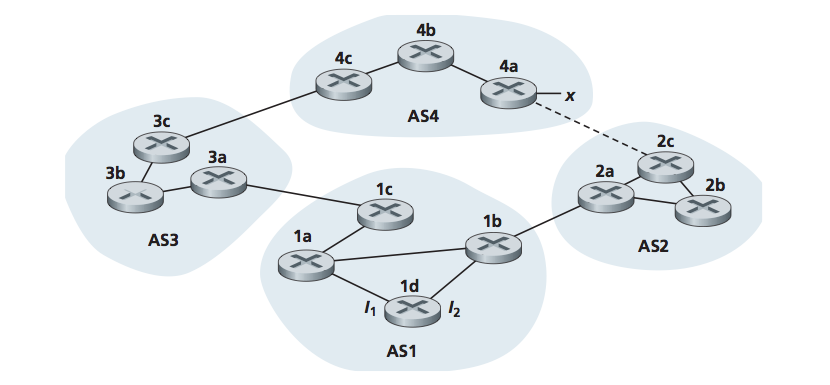 4b
4c
4a
x
AS4
3c
3a
3b
AS3
2c
2a
2b
AS2
1c
1b
1a
1d
I1
I2
AS1